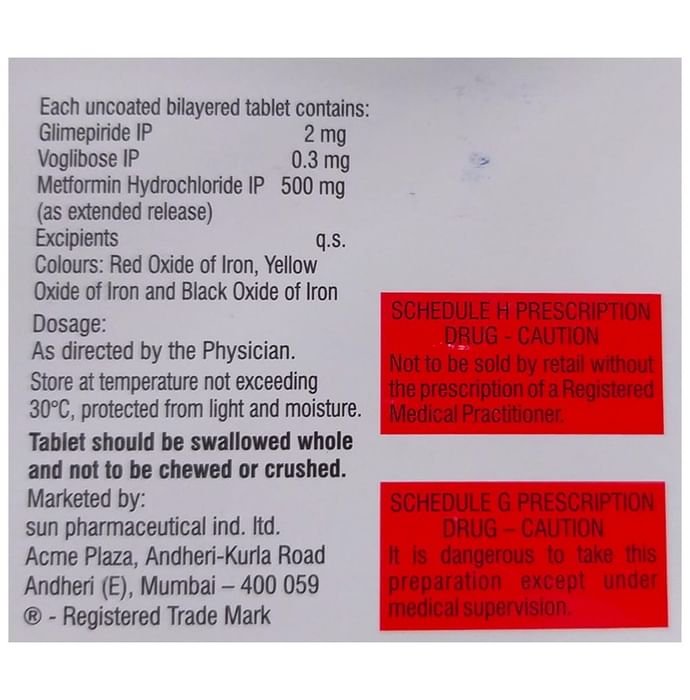 Each uncoated bilayered tablet contains:
Glimepiride IP 2 mg
Voglibose IP 0.3 mg
Metformin Hydrochloride IP 500 mg
(as extended release)
Excipients q.s.
Colours: Red Oxide of Iron, Yellow
Oxide of Iron and Black Oxide of Iron
Dosage:
As directed by the Physician.
Store at temperature not exceeding
30°C, protected from light and moisture.
Tablet should be swallowed whole
and not to be chewed or crushed.
Marketed by:
sun pharmaceutical ind. ltd.
Acme Plaza, Andheri-Kurla Road
Andheri (E), Mumbai – 400 059
® - Registered Trade Mark
SCHEDULE H PRESCRIPTION
DRUG - CAUTION
Not to be sold by retail without
the prescription of a Registered
Medical Practitioner.
SCHEDULE G PRESCRIPTION
DRUG – CAUTION
It is dangerous to take this
preparation except under
medical supervision.